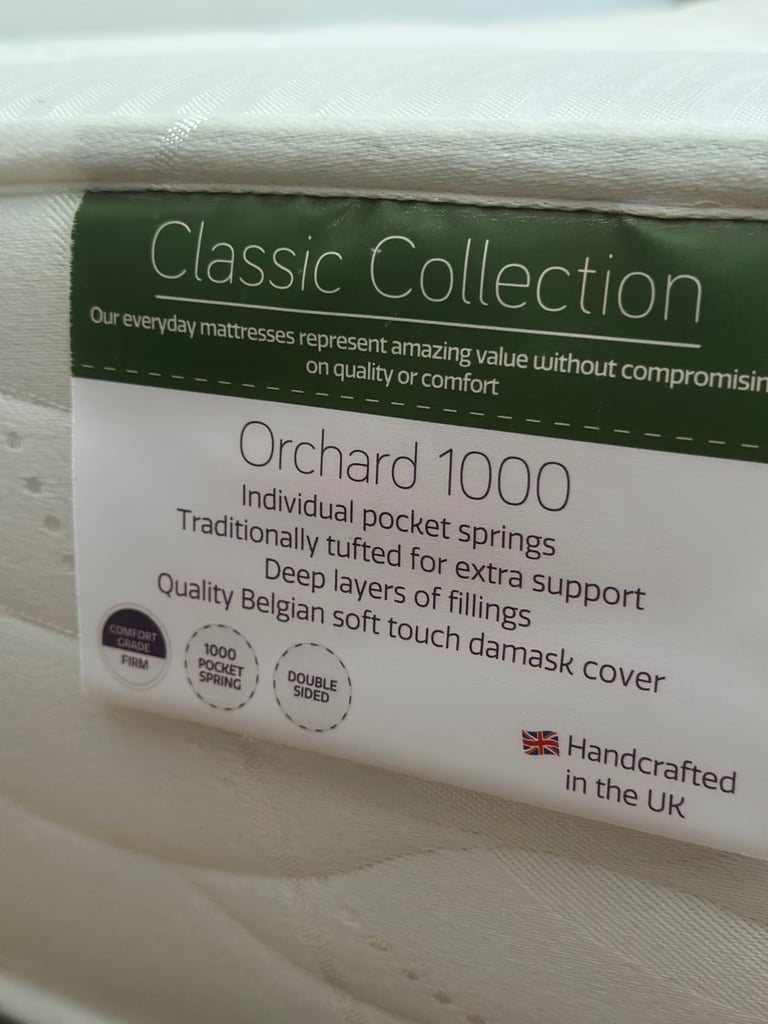 Classic Collection
Our everyday mattresses represent amazing value without compromisin
on quality or comfort
Orchard 1000
Individual pocket springs
Traditionally tufted for extra support
Deep layers of fillings
Quality Belgian soft touch damask cover
COMFORT
GRADE
FIRM
1000
POCKET
SPRING
DOUBLE
SIDED
Handcrafted
in the UK